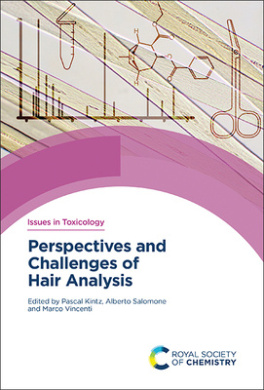 Issues in Toxicology
Perspectives and
Challenges of
Hair Analysis
Edited by Pascal Kintz, Alberto Salomone
and Marco Vincenti
ROYAL SOCIETY
OF CHEMISTRY